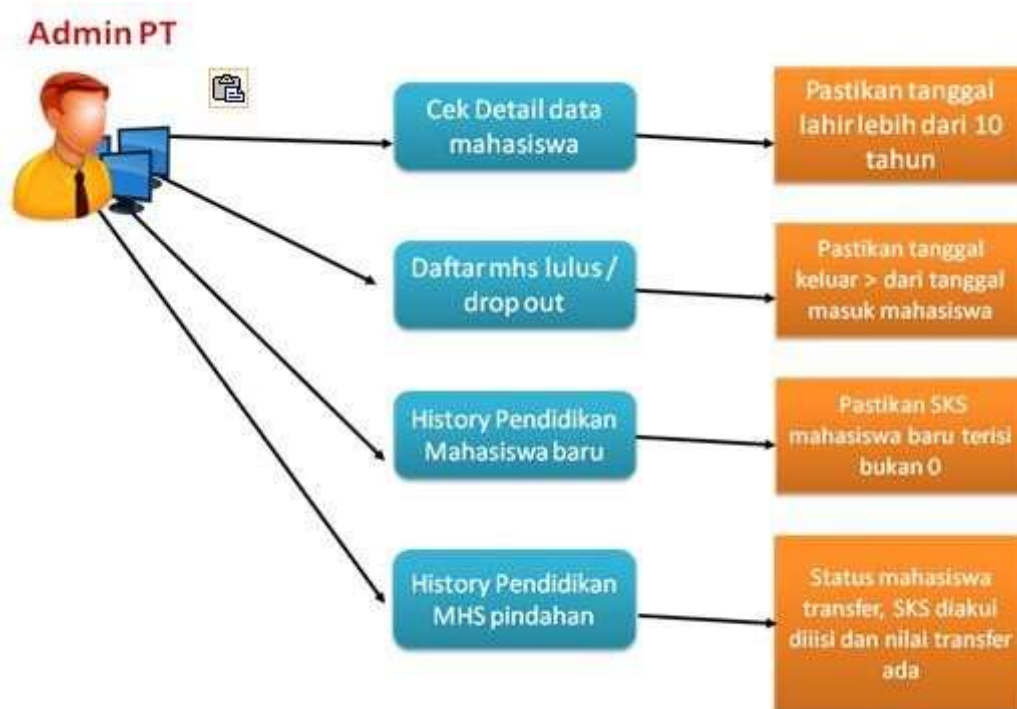 Admin PT
Cek Detail data
mahasiswa
Pastikan tanggal
lahir lebih dari 10
tahun
Daftar mhs lulus /
drop out
Pastikan tanggal
keluar > dari tanggal
masuk mahasiswa
History Pendidikan
Mahasiswa baru
Pastikan SKS
mahasiswa baru terisi
bukan 0
History Pendidikan
MHS pindahan
Status mahasiswa
transfer, SKS diakui
diisi dan nilai transfer
ada